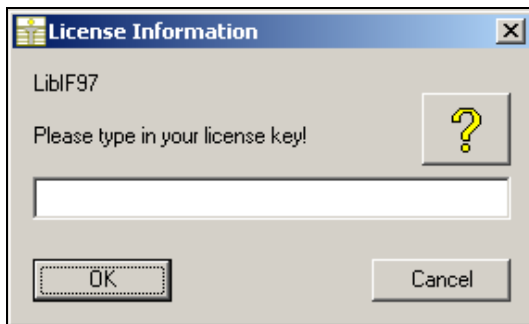 License Information
LibIF97
Please type in your license key!
?
OK
Cancel